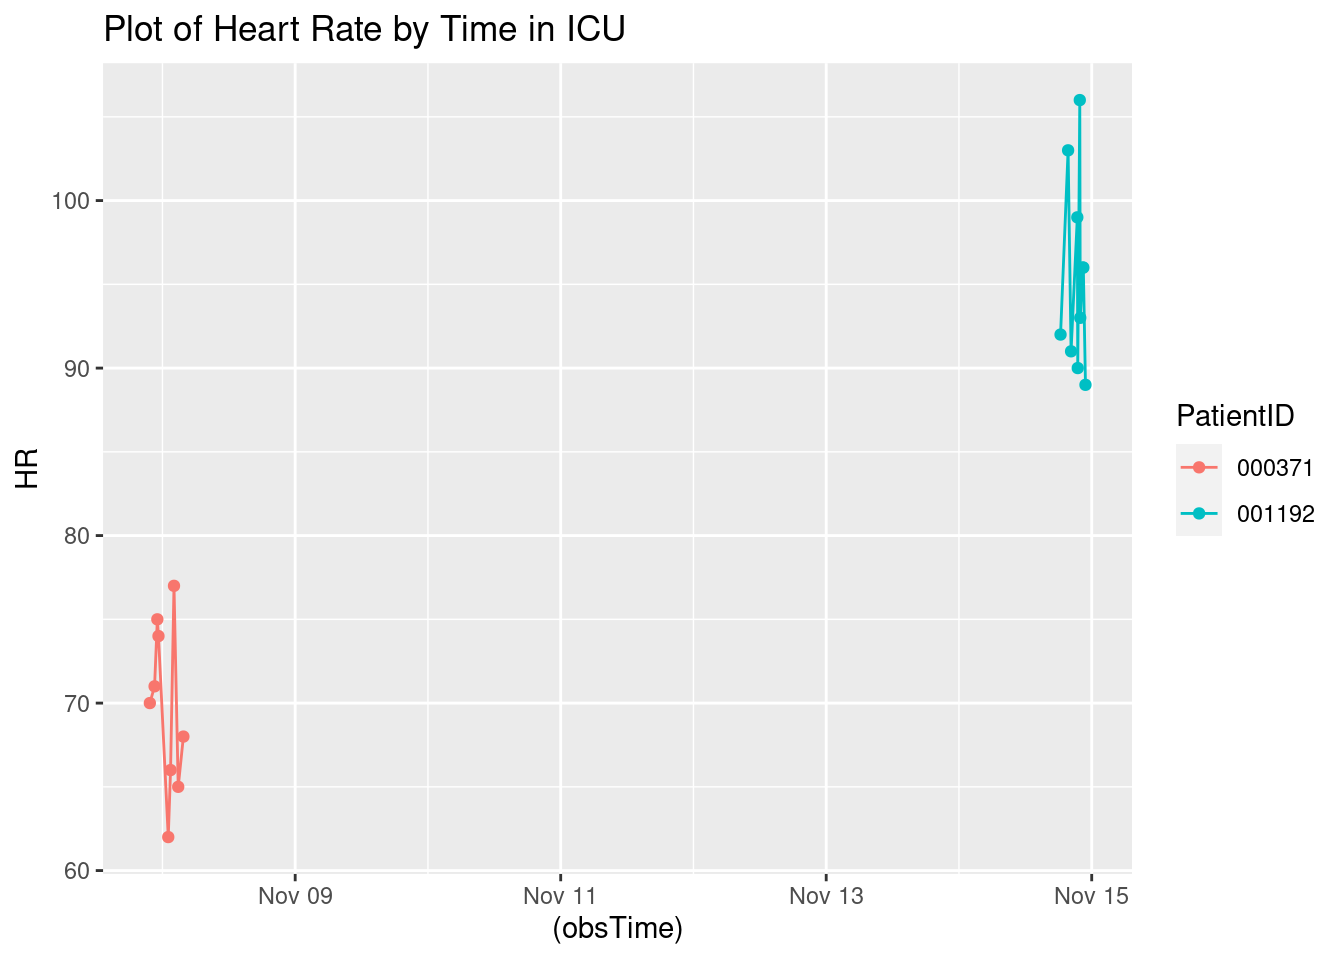 Plot of Heart Rate by Time in ICU
HR
100
90
80
70
60
Nov 09
Nov 11
Nov 13
Nov 15
(obsTime)
PatientID
000371
001192